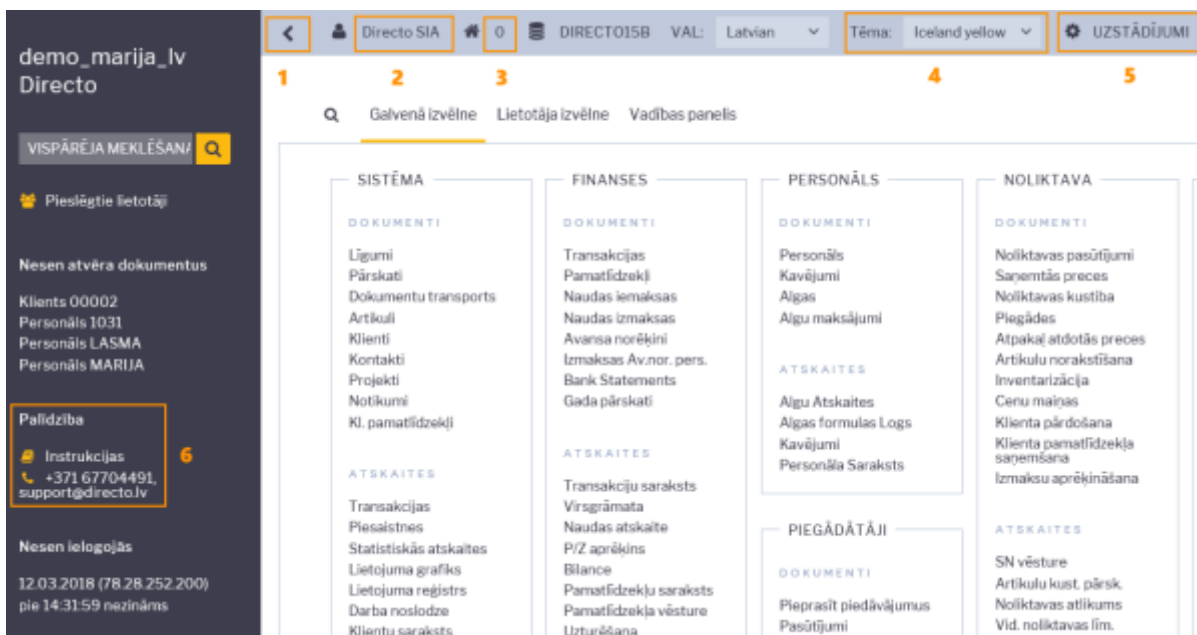 demo_marija_lv
Directo
VISPĀRĒJA MEKLĒŠANA
Pieslēgtie lietotāji
Nesen atvēra dokumentus
Klients 00002
Personāls 1031
Personāls LASMA
Personāls MARIJA
Palīdzība
Instrukcijas
+371 67704491,
support@directo.lv
6
Nesen ielogojās
12.03.2018 (78.28.252.200)
pie 14:31:59 nezināms
Directo SIA
0
DIRECTO15B
VAL:
Latvian
Tēma:
Iceland yellow
UZSTĀDĪJUMI
1
2
3
4
5
Galvenā izvēlne
Lietotāja izvēlne
Vadības panelis
SISTĒMA
DOKUMENTI
Līgumi
Pārskati
Dokumentu transports
Artikuli
Klienti
Kontakti
Projekti
Notikumi
Kl. pamatlīdzekļi
ATSKAITES
Transakcijas
Piesaistnes
Statistiskās atskaites
Lietojuma grafiks
Lietojuma reģistrs
Darba noslodze
Klientu saraksts
FINANSES
DOKUMENTI
Transakcijas
Pamatlīdzekļi
Naudas iemaksas
Naudas izmaksas
Avansa norēķini
Izmaksas Av.nor. pers.
Bank Statements
Gada pārskati
ATSKAITES
Transakciju saraksts
Virsgrāmata
Naudas atskaite
P/Z aprēķins
Bilance
Pamatlīdzekļu saraksts
Pamatlīdzekļa vēsture
Uzturēšana
PERSONĀLS
DOKUMENTI
Personāls
Kavējumi
Algas
Algu maksājumi
ATSKAITES
Algu Atskaites
Algas formulas Logs
Kavējumi
Personāla Saraksts
PIEGĀDĀTĀJI
DOKUMENTI
Pieprasīt piedāvājumus
Pasūtījumi
NOLIKTAVA
DOKUMENTI
Noliktavas pasūtījumi
Saņemtās preces
Noliktavas kustība
Piegādes
Atpakaļ atdotās preces
Artikulu norakstīšana
Inventarizācija
Cenu maiņas
Klienta pārdošana
Klienta pamatlīdzekļa
saņemšana
Izmaksu aprēķināšana
ATSKAITES
SN vēsture
Artikulu kust. pārsk.
Noliktavas atlikums
Vid. noliktavas līm.